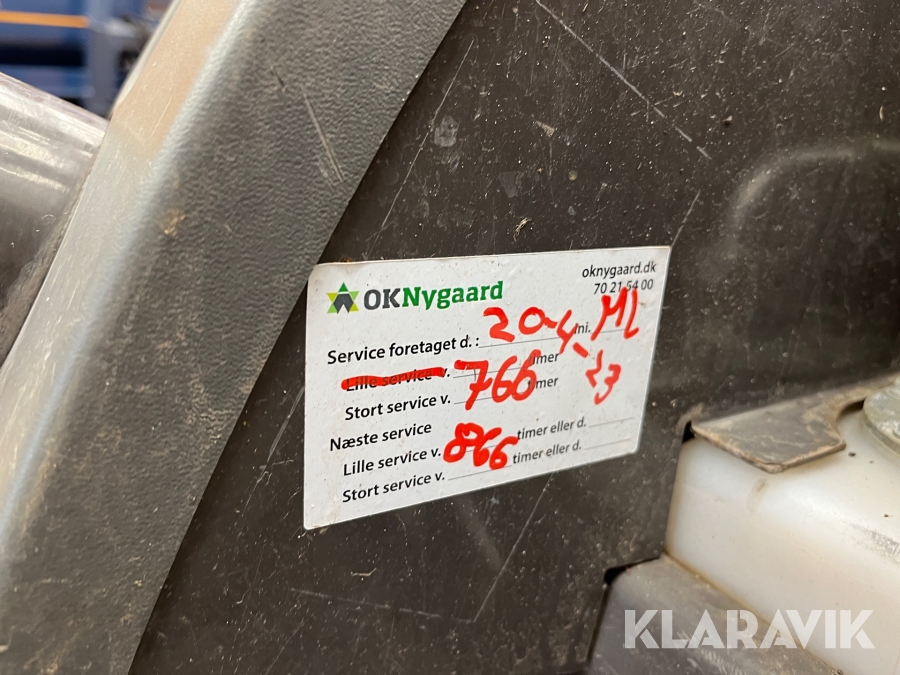 OKNygaard
oknygaard.dk
70 21 54 00
Service foretaget d.: 20-4-23 ini. ML
Lille service v. timer
Stort service v. 766 timer
Næste service
Lille service v. 866 timer eller d.
Stort service v. timer eller d.
KLARAVIK